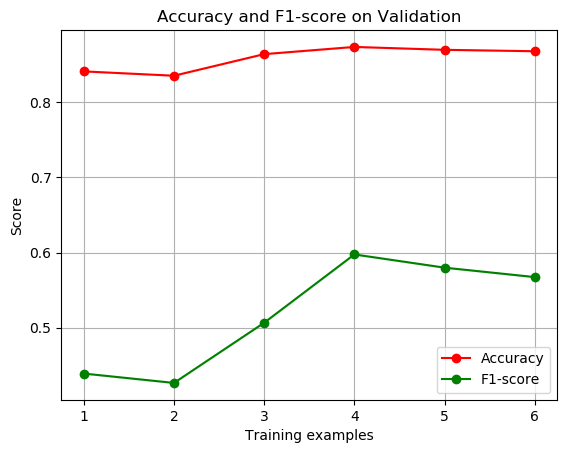 Accuracy and F1-score on Validation
Score
0.8
0.7
0.6
0.5
Accuracy
F1-score
1 2 3 4 5 6
Training examples